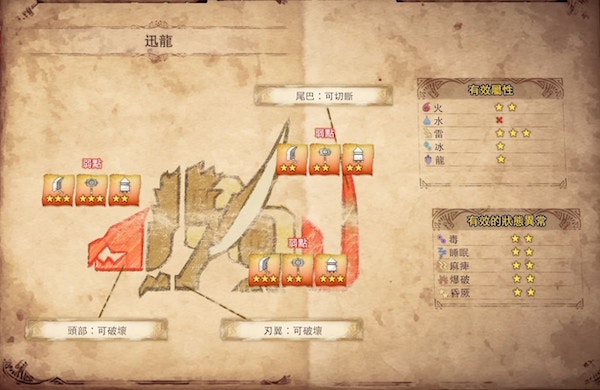 迅龍
尾巴：可切斷
弱點
弱點
弱點
頭部：可破壞
刃翼：可破壞
有效屬性
火
水
雷
冰
龍
有效的狀態異常
毒
睡眠
麻痺
爆破
昏厥